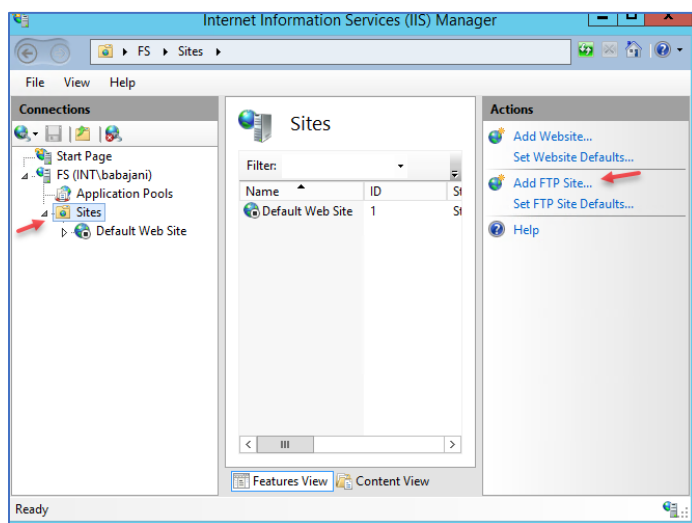 Internet Information Services (IIS) Manager
FS Sites
File View Help
Connections
Start Page
FS (INT\babajani)
Application Pools
Sites
Default Web Site
Sites
Filter:
Name ID St
Default Web Site 1 St
Features View Content View
Actions
Add Website...
Set Website Defaults...
Add FTP Site...
Set FTP Site Defaults...
Help
Ready